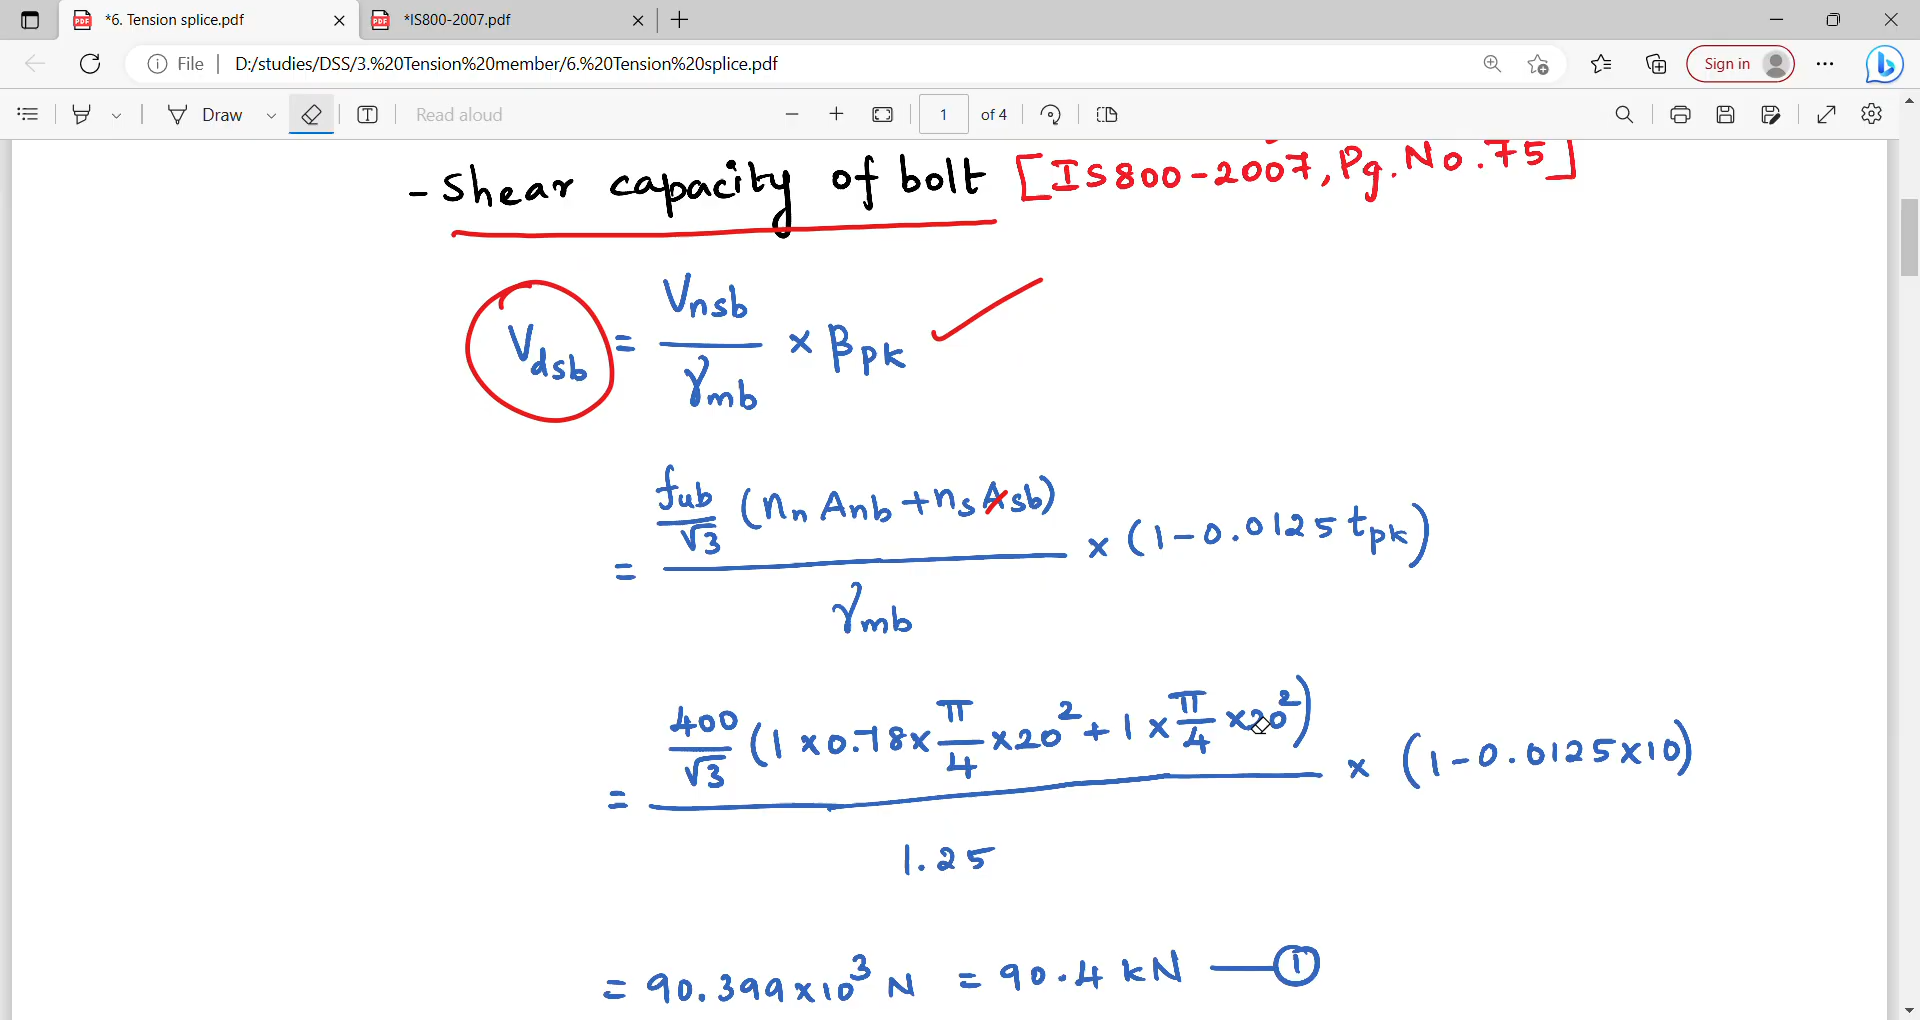 *6. Tension splice.pdf
*IS800-2007.pdf
File D:/studies/DSS/3.%20Tension%20member/6.%20Tension%20splice.pdf
Sign in
Draw
Read aloud
1 of 4
- Shear capacity of bolt [IS800-2007, Pg. No. 75]
Vdsb = Vnsb / γmb × βpk
= fub/√3 (nn Anb + ns Asb) / γmb × (1-0.0125 tpk)
= 400/√3 (1 × 0.78 × π/4 × 20² + 1 × π/4 × 20²) / 1.25 × (1-0.0125×10)
= 90.399×10³ N = 90.4 kN — ①